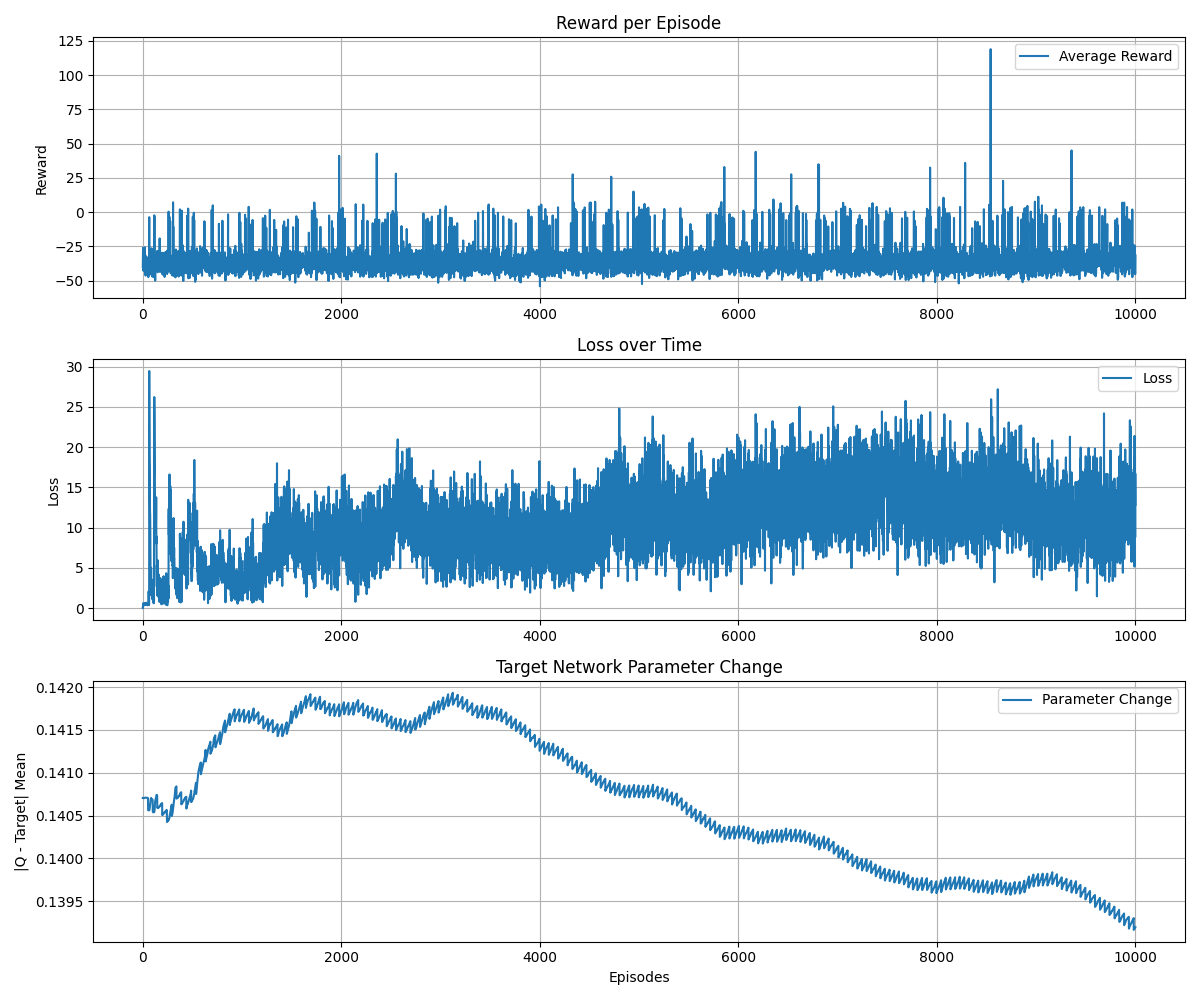 Reward per Episode
125
100
75
50
25
0
−25
−50
Reward
Average Reward
0 2000 4000 6000 8000 10000
Loss over Time
30
25
20
15
10
5
0
Loss
Loss
0 2000 4000 6000 8000 10000
Target Network Parameter Change
0.1420
0.1415
0.1410
0.1405
0.1400
0.1395
|Q - Target| Mean
Parameter Change
0 2000 4000 6000 8000 10000
Episodes